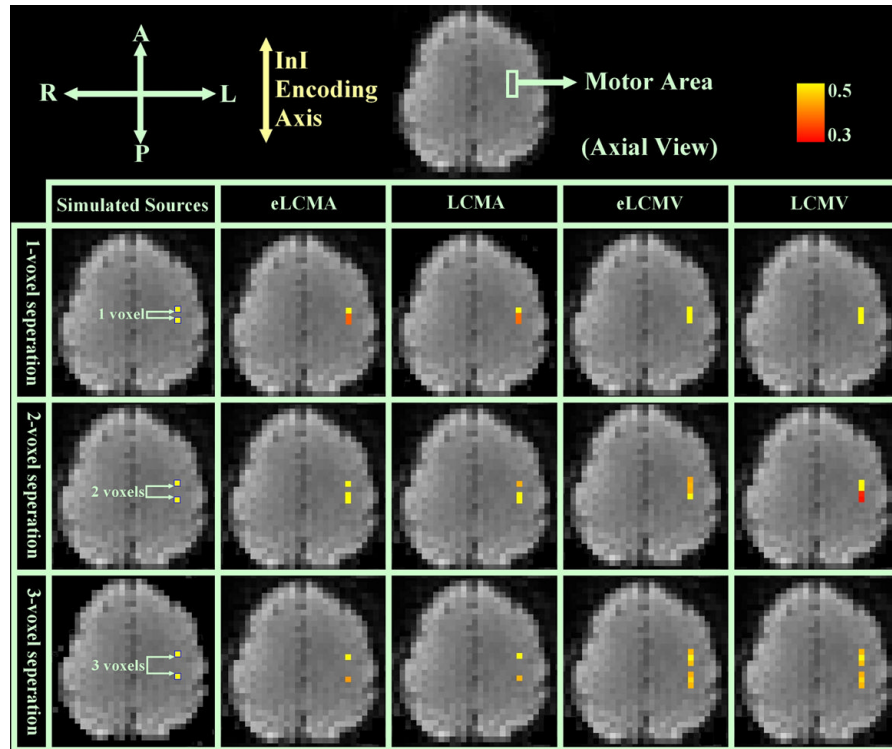 A
R
L
P
InI
Encoding
Axis
Motor Area
(Axial View)
0.5
0.3
Simulated Sources
eLCMA
LCMA
eLCMV
LCMV
1-voxel seperation
1 voxel
2-voxel seperation
2 voxels
3-voxel seperation
3 voxels